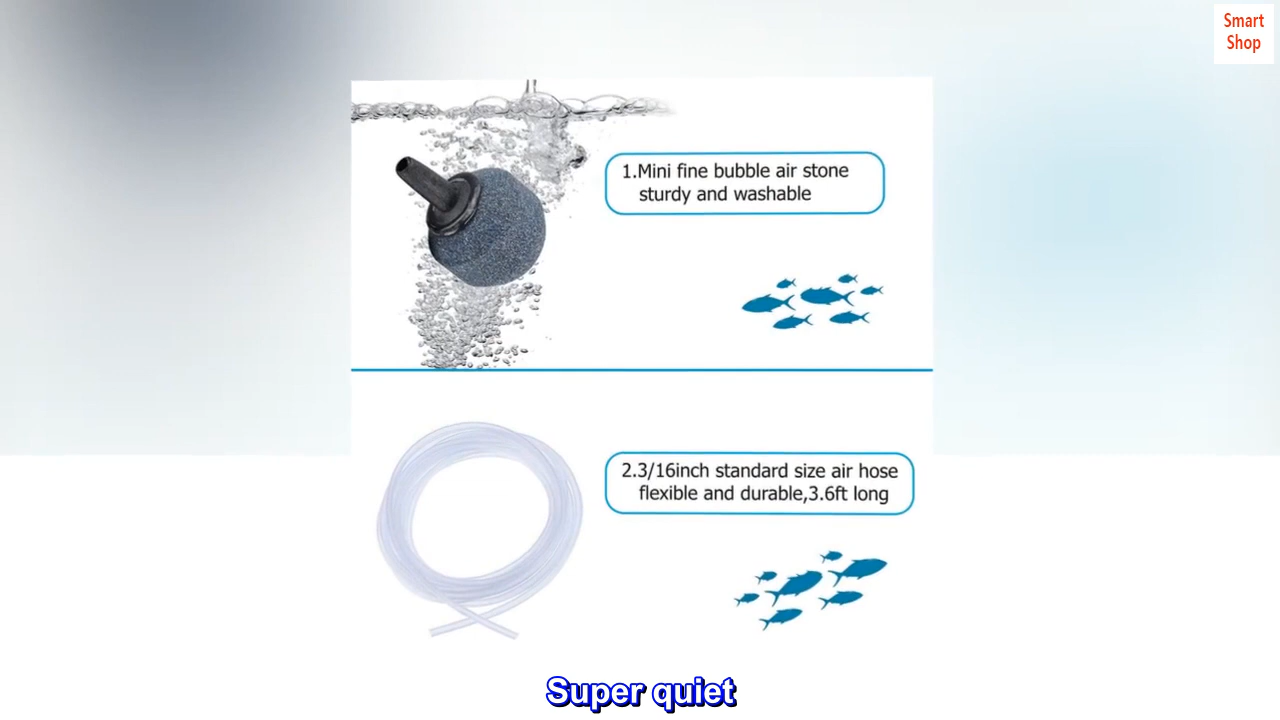 Smart
Shop
1.Mini fine bubble air stone
sturdy and washable
2.3/16inch standard size air hose
flexible and durable,3.6ft long
Super quiet